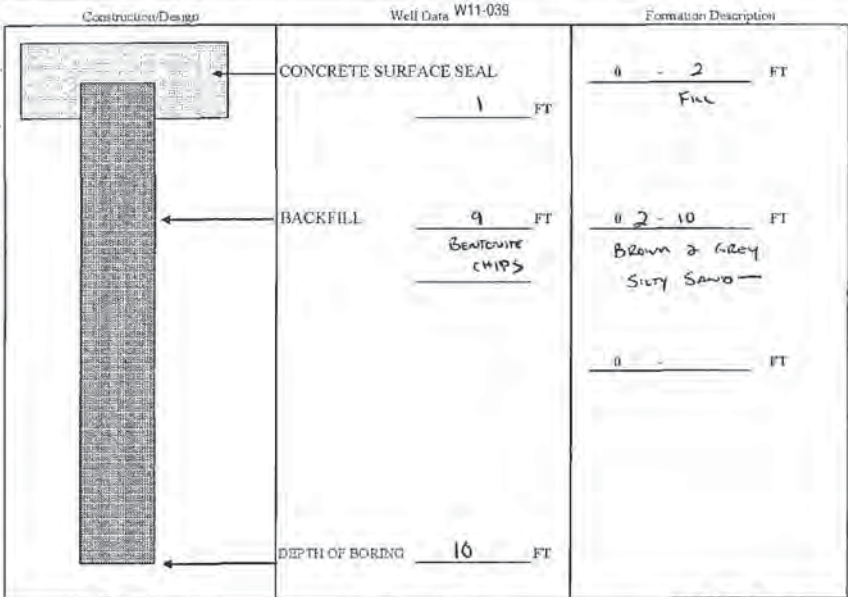 Construction/Design Well Data W11-039 Formation Description
CONCRETE SURFACE SEAL
1 FT
0 - 2 FT
Fill
BACKFILL 9 FT
BENTONITE
CHIPS
0 2 - 10 FT
BROWN & GREY
SILTY SAND
0 - FT
DEPTH OF BORING 10 FT